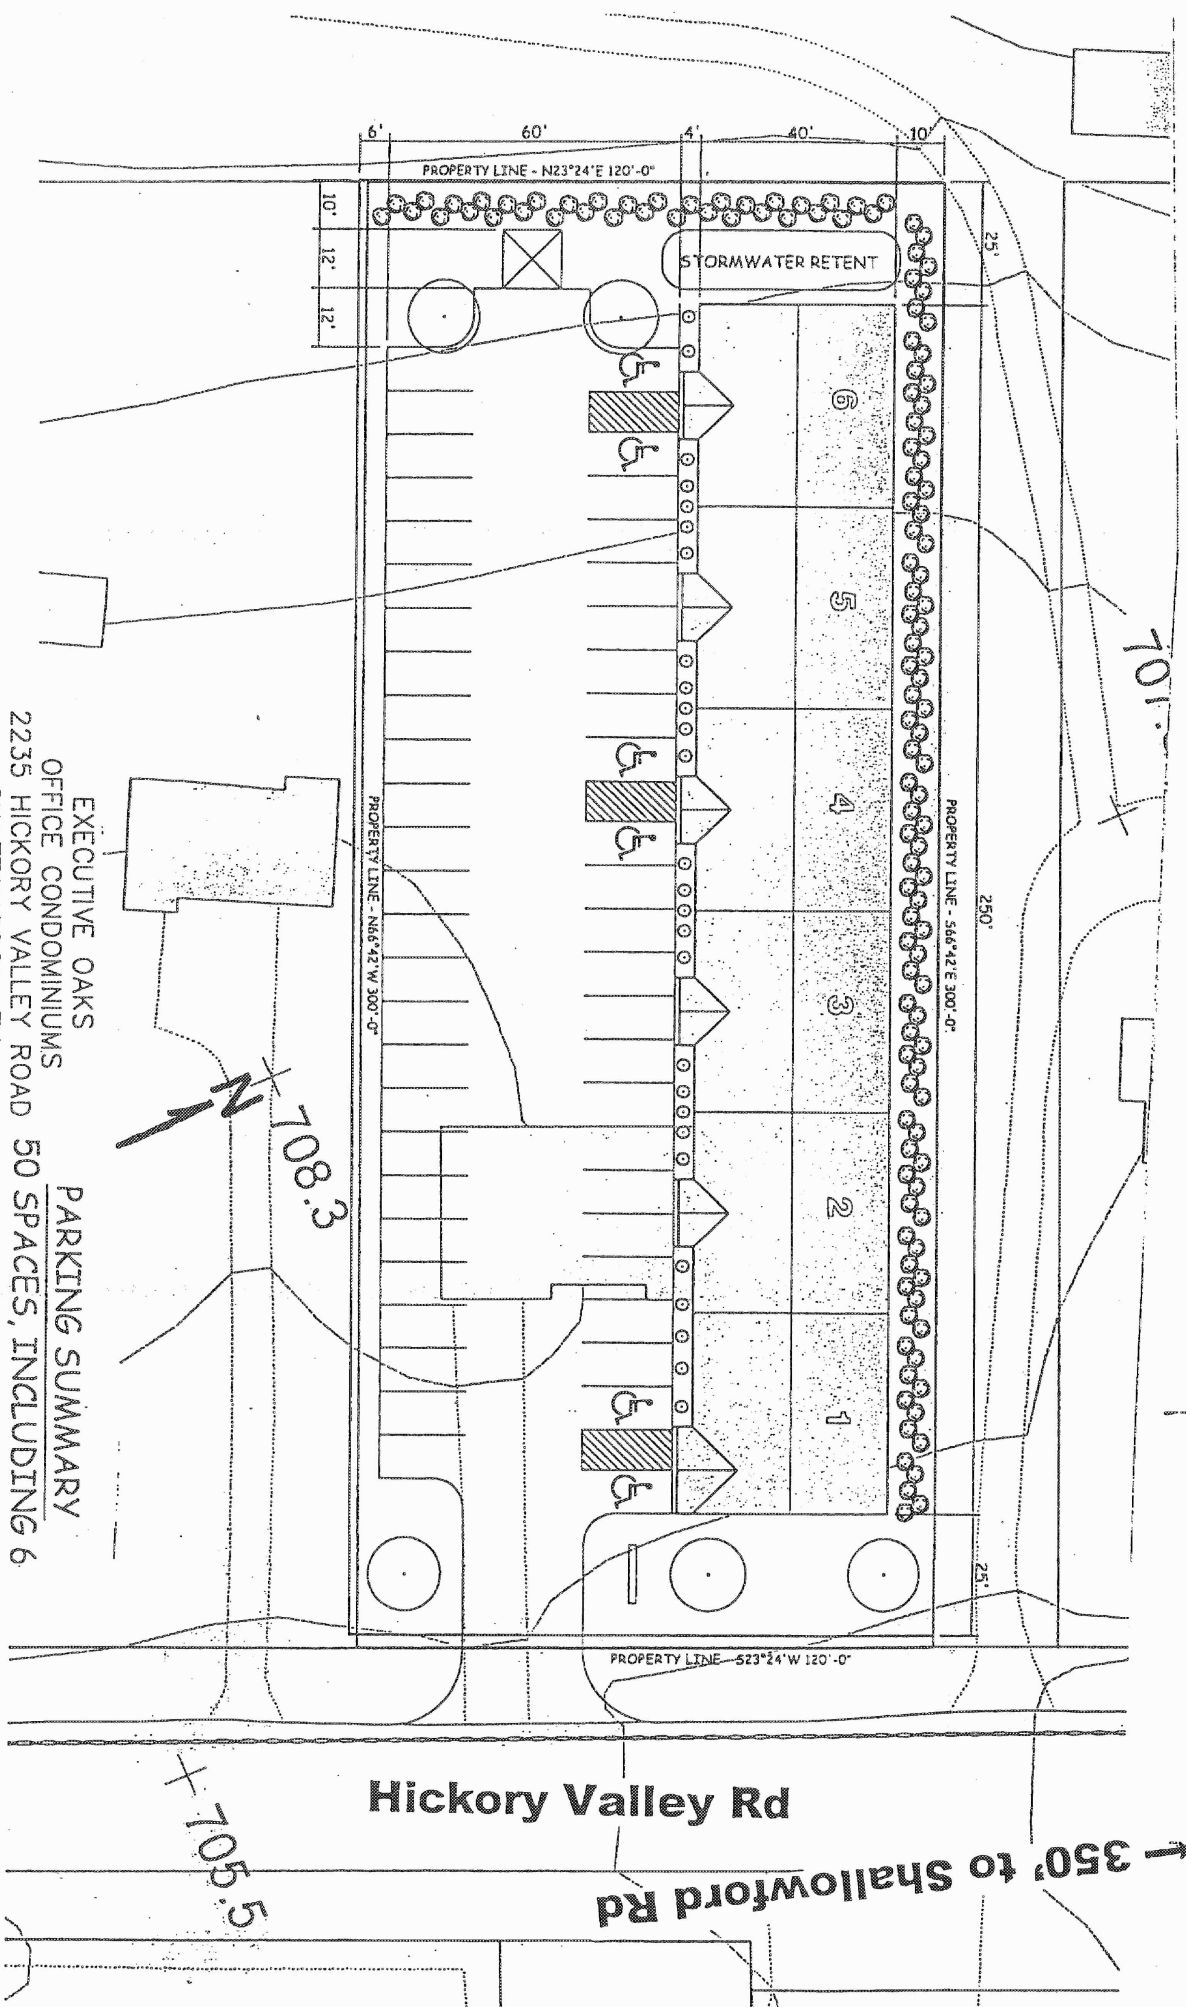 6'
60'
4'
40'
10'
PROPERTY LINE - N23°24'E 120'-0"
10'
12'
12'
25'
STORMWATER RETENT
6
5
4
3
2
1
701.
PROPERTY LINE - S66°42'E 300'-0"
250'
PROPERTY LINE - N66°42'W 300'-0"
25'
EXECUTIVE OAKS
OFFICE CONDOMINIUMS
2235 HICKORY VALLEY ROAD
N
708.3
PARKING SUMMARY
50 SPACES, INCLUDING 6
PROPERTY LINE - S23°24'W 120'-0"
Hickory Valley Rd
705.5
350' to Shallowford Rd